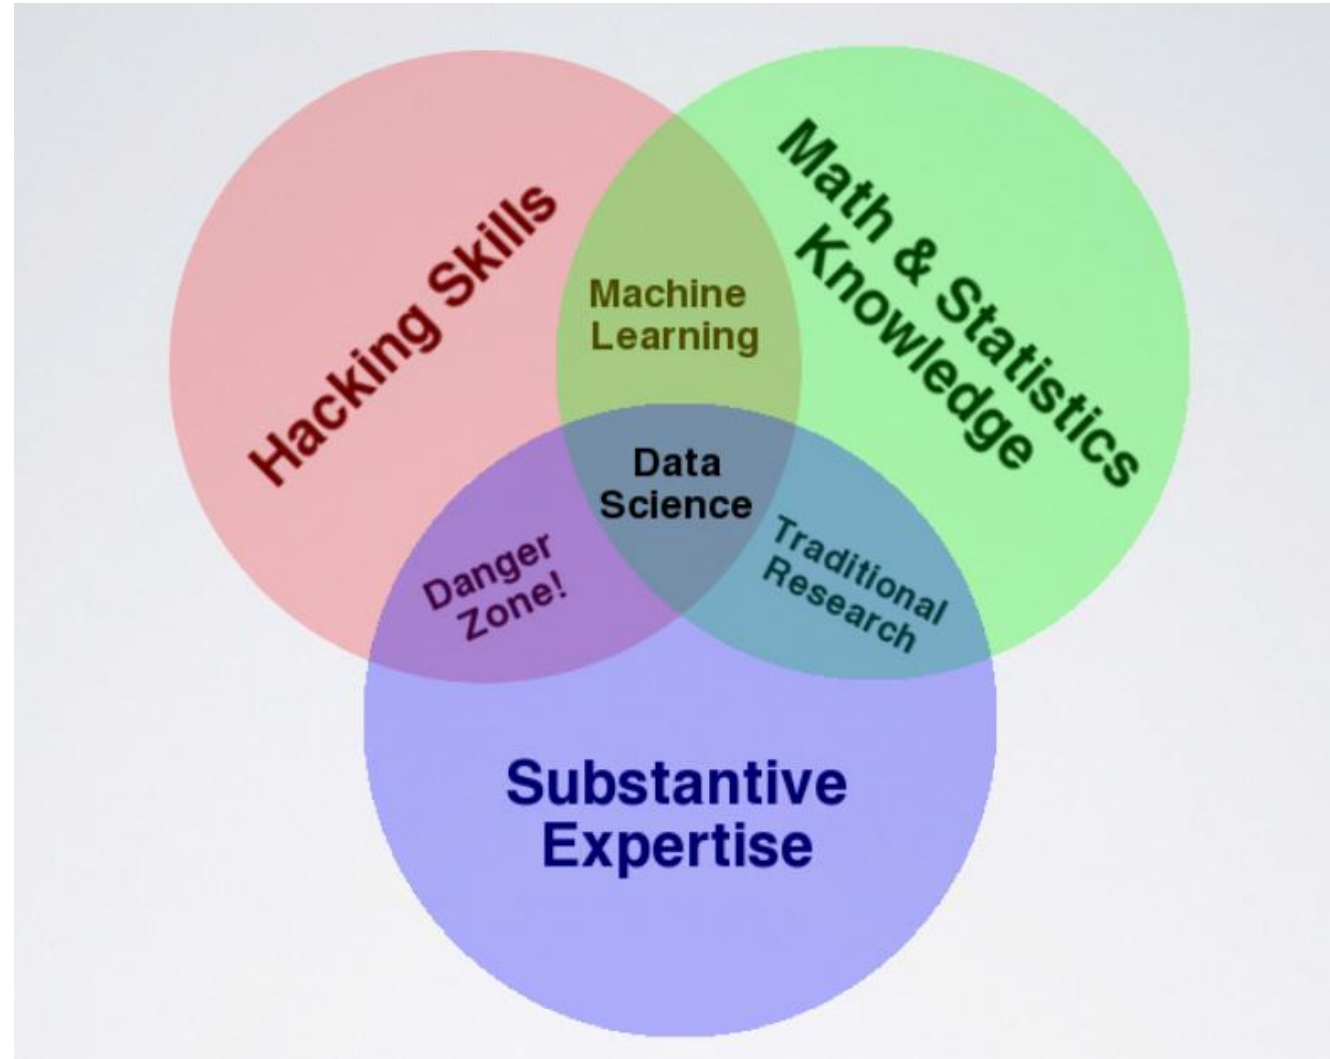 Hacking Skills
Math & Statistics
Knowledge
Machine
Learning
Data
Science
Danger
Zone!
Traditional
Research
Substantive
Expertise